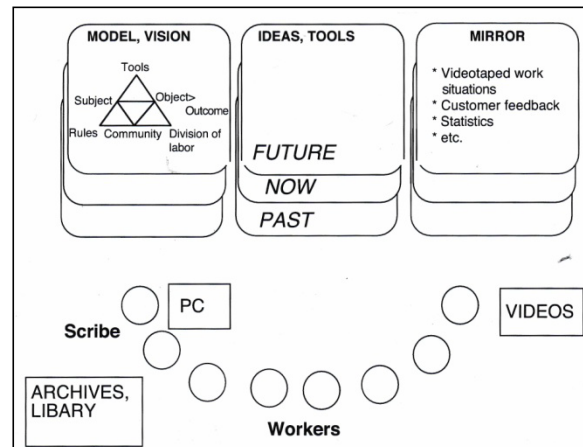 MODEL, VISION
Tools
Subject
Object>
Outcome
Rules
Community
Division of
labor
IDEAS, TOOLS
FUTURE
NOW
PAST
MIRROR
* Videotaped work
situations
* Customer feedback
* Statistics
* etc.
PC
VIDEOS
Scribe
ARCHIVES,
LIBARY
Workers